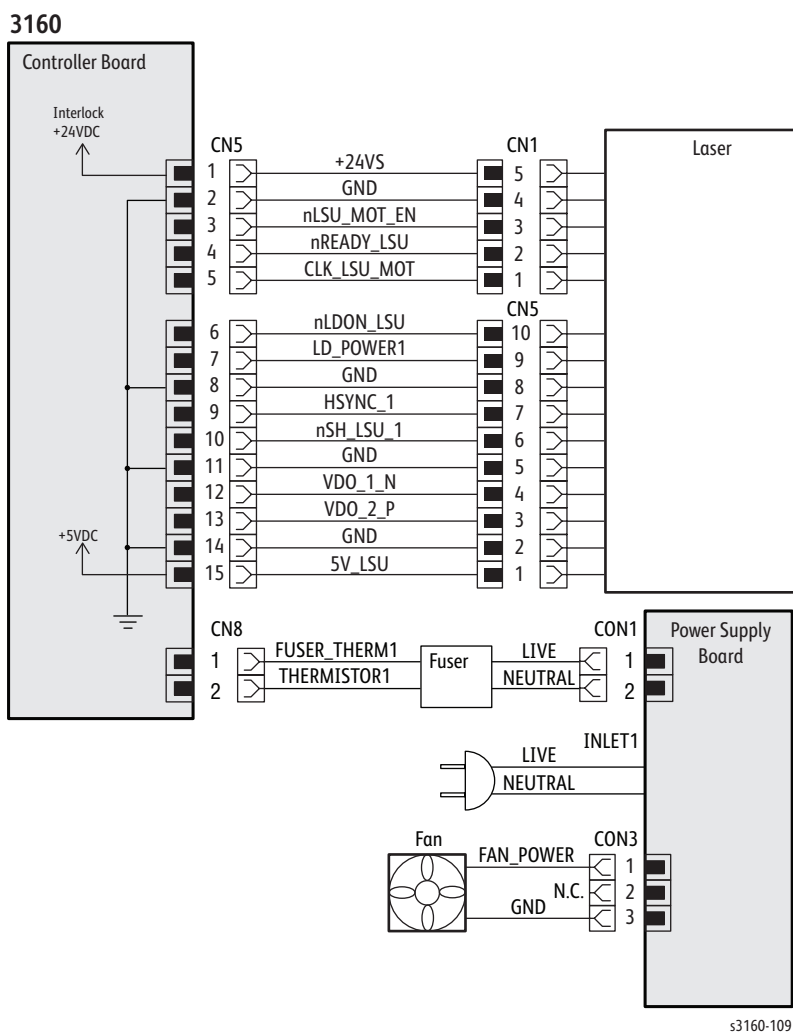 3160
Controller Board
Interlock
+24VDC
CN5
CN1
Laser
1 +24VS 5
2 GND 4
3 nLSU_MOT_EN 3
4 nREADY_LSU 2
5 CLK_LSU_MOT 1
CN5
6 nLDON_LSU 10
7 LD_POWER1 9
8 GND 8
9 HSYNC_1 7
10 nSH_LSU_1 6
11 GND 5
12 VDO_1_N 4
13 VDO_2_P 3
+5VDC
14 GND 2
15 5V_LSU 1
CN8
CON1
Power Supply
Board
1 FUSER_THERM1 Fuser LIVE 1
2 THERMISTOR1 NEUTRAL 2
INLET1
LIVE
NEUTRAL
Fan
CON3
FAN_POWER 1
N.C. 2
GND 3
s3160-109